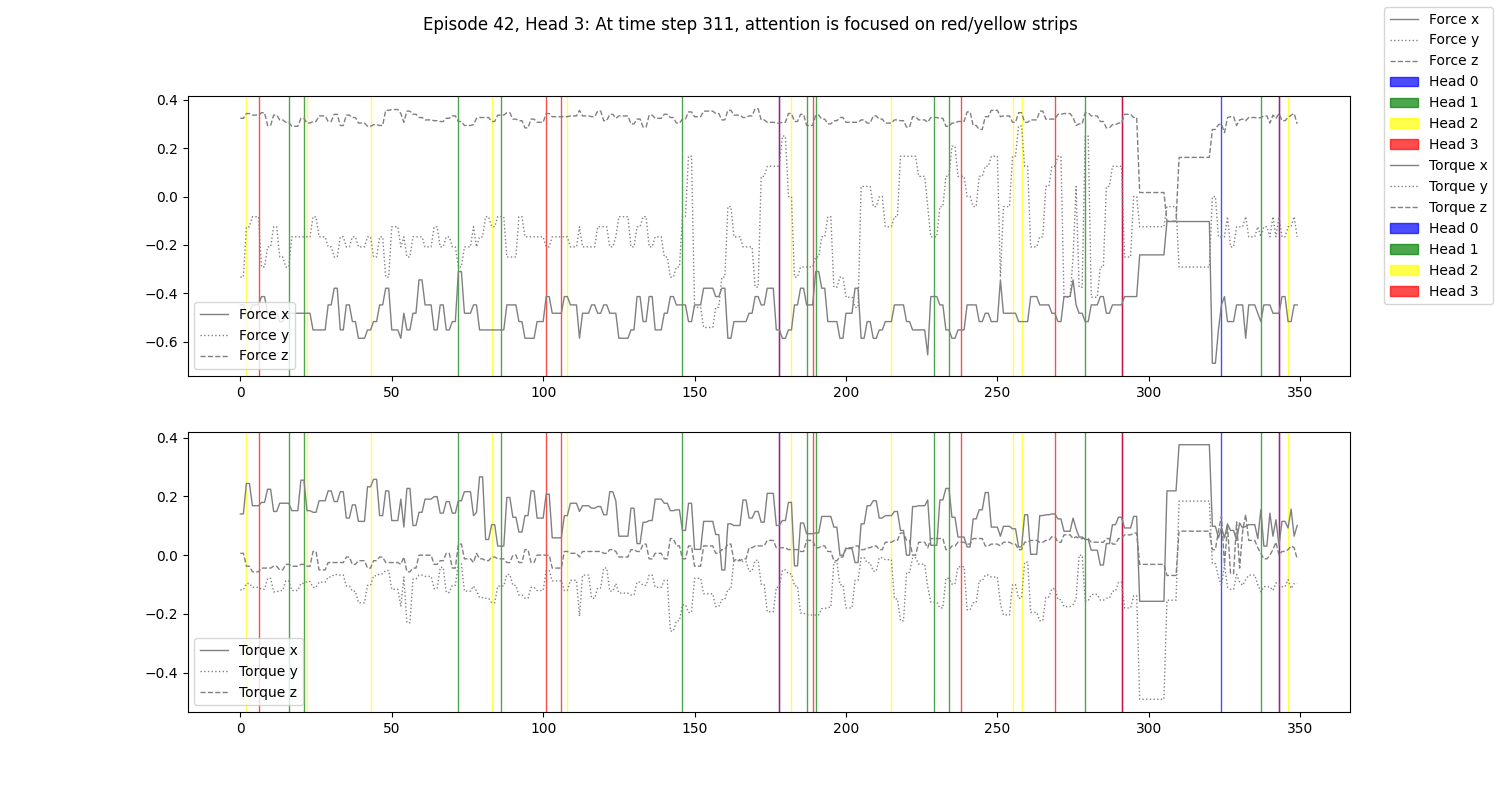 Episode 42, Head 3: At time step 311, attention is focused on red/yellow strips
Force x
Force y
Force z
Head 0
Head 1
Head 2
Head 3
Torque x
Torque y
Torque z
Head 0
Head 1
Head 2
Head 3
0.4
0.2
0.0
−0.2
−0.4
−0.6
Force x
Force y
Force z
0 50 100 150 200 250 300 350
0.4
0.2
0.0
−0.2
−0.4
Torque x
Torque y
Torque z
0 50 100 150 200 250 300 350